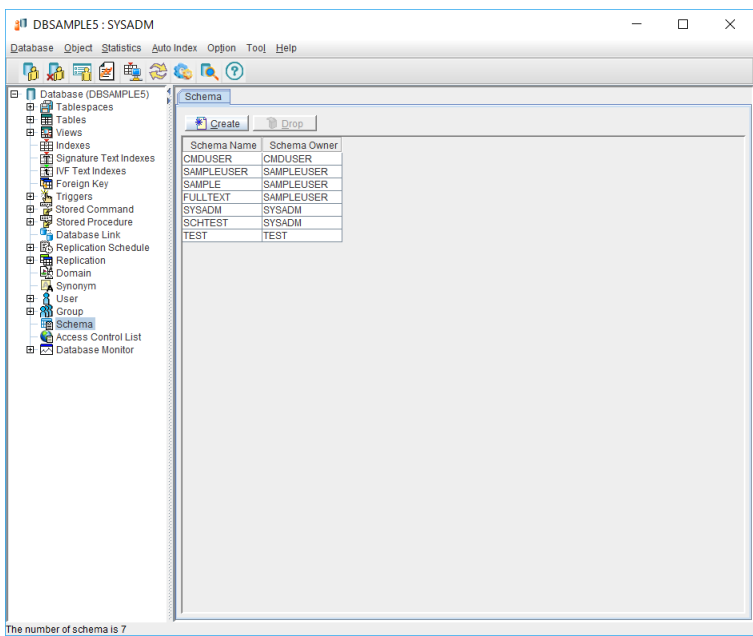 DBSAMPLE5 : SYSADM
Database Object Statistics Auto Index Option Tool Help
Database (DBSAMPLE5)
Tablespaces
Tables
Views
Indexes
Signature Text Indexes
IVF Text Indexes
Foreign Key
Triggers
Stored Command
Stored Procedure
Database Link
Replication Schedule
Replication
Domain
Synonym
User
Group
Schema
Access Control List
Database Monitor
Schema
Create Drop
Schema Name Schema Owner
CMDUSER CMDUSER
SAMPLEUSER SAMPLEUSER
SAMPLE SAMPLEUSER
FULLTEXT SAMPLEUSER
SYSADM SYSADM
SCHTEST SYSADM
TEST TEST
The number of schema is 7